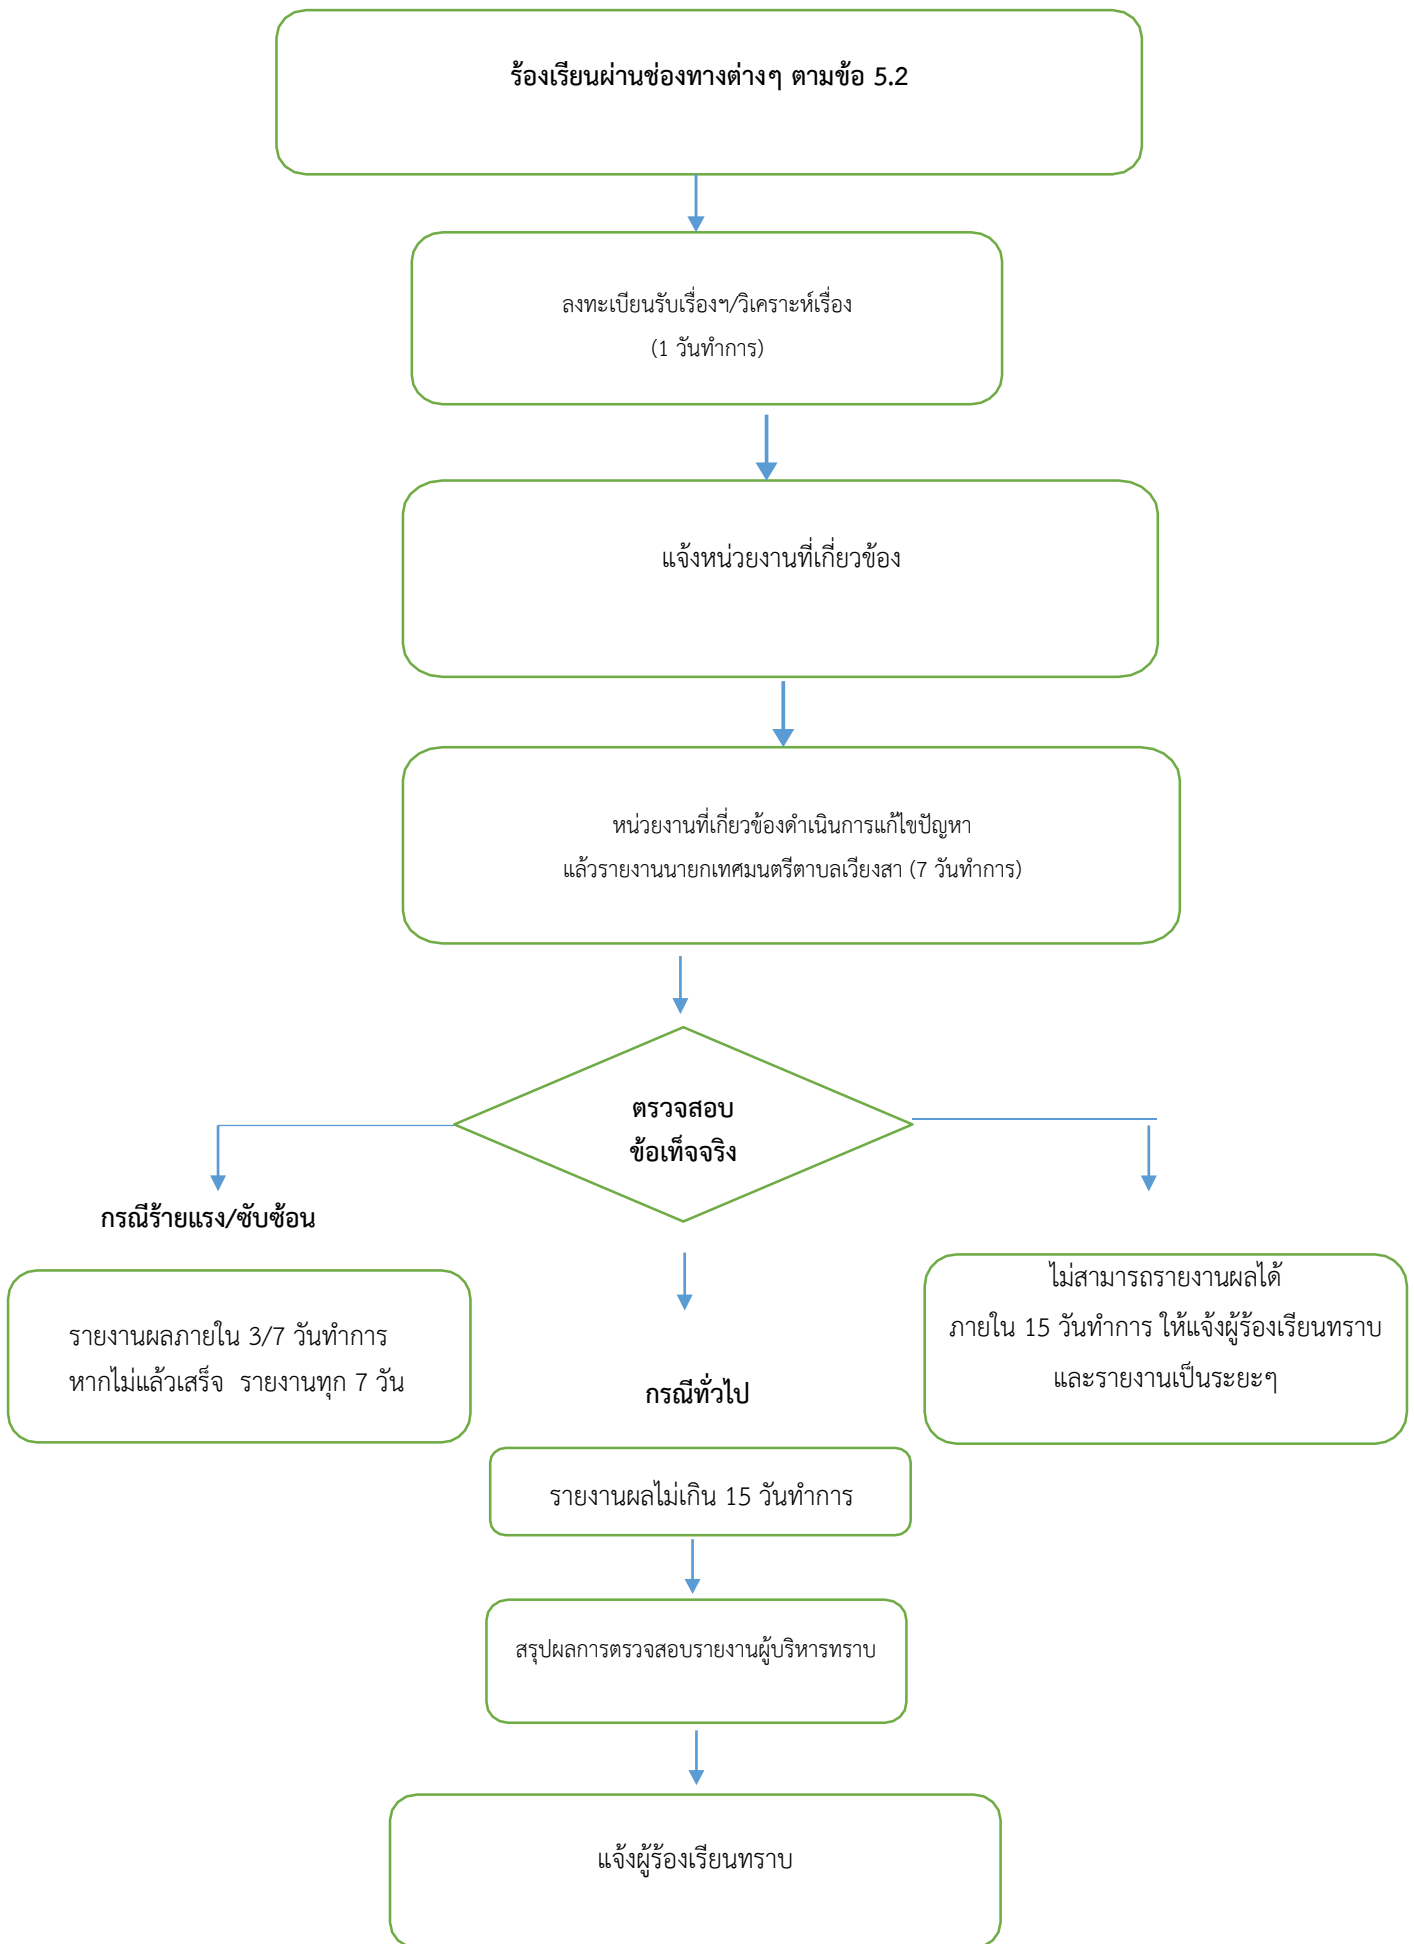 ร้องเรียนผ่านช่องทางต่างๆ ตามข้อ 5.2
ลงทะเบียนรับเรื่องฯ/วิเคราะห์เรื่อง
(1 วันทำการ)
แจ้งหน่วยงานที่เกี่ยวข้อง
หน่วยงานที่เกี่ยวข้องดำเนินการแก้ไขปัญหา
แล้วรายงานนายกเทศมนตรีตาบลเวียงสา (7 วันทำการ)
ตรวจสอบ
ข้อเท็จจริง
กรณีร้ายแรง/ซับซ้อน
รายงานผลภายใน 3/7 วันทำการ
หากไม่แล้วเสร็จ รายงานทุก 7 วัน
ไม่สามารถรายงานผลได้
ภายใน 15 วันทำการ ให้แจ้งผู้ร้องเรียนทราบ
และรายงานเป็นระยะๆ
กรณีทั่วไป
รายงานผลไม่เกิน 15 วันทำการ
สรุปผลการตรวจสอบรายงานผู้บริหารทราบ
แจ้งผู้ร้องเรียนทราบ